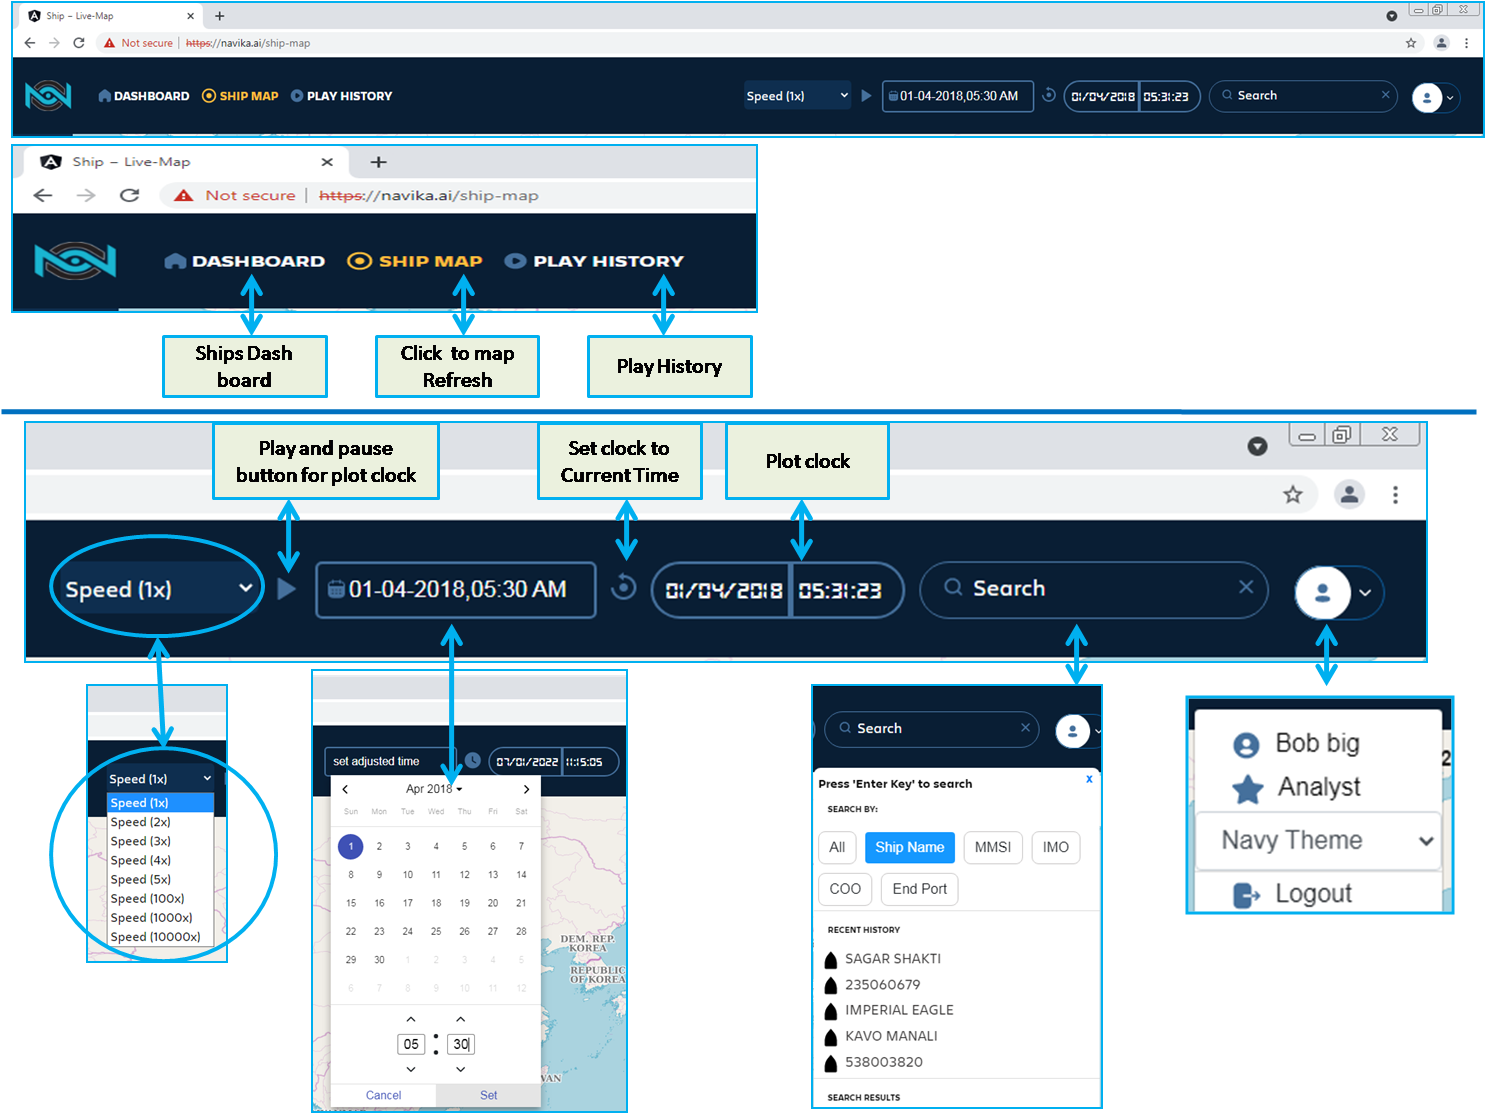 Ship – Live-Map
Not secure | https://navika.ai/ship-map
DASHBOARD SHIP MAP PLAY HISTORY Speed (1x) 01-04-2018,05:30 AM 01/04/2018 05:31:23 Search
Ship – Live-Map
Not secure | https://navika.ai/ship-map
DASHBOARD SHIP MAP PLAY HISTORY
Ships Dash
board
Click to map
Refresh
Play History
Play and pause
button for plot clock
Set clock to
Current Time
Plot clock
Speed (1x) 01-04-2018,05:30 AM 01/04/2018 05:31:23 Search
Speed (1x)
Speed (1x)
Speed (2x)
Speed (3x)
Speed (4x)
Speed (5x)
Speed (100x)
Speed (1000x)
Speed (10000x)
set adjusted time 07/01/2022 11:15:05
Apr 2018
Sun Mon Tue Wed Thu Fri Sat
1 2 3 4 5 6 7
8 9 10 11 12 13 14
15 16 17 18 19 20 21
22 23 24 25 26 27 28
29 30 1 2 3 4 5
6 7 8 9 10 11 12
05 : 30
Cancel Set
DEM. REP.
KOREA
REPUBLIC
OF KOREA
WAN
Search
Press 'Enter Key' to search x
SEARCH BY:
All Ship Name MMSI IMO
COO End Port
RECENT HISTORY
SAGAR SHAKTI
235060679
IMPERIAL EAGLE
KAVO MANALI
538003820
SEARCH RESULTS
Bob big
2
Analyst
Navy Theme
Logout